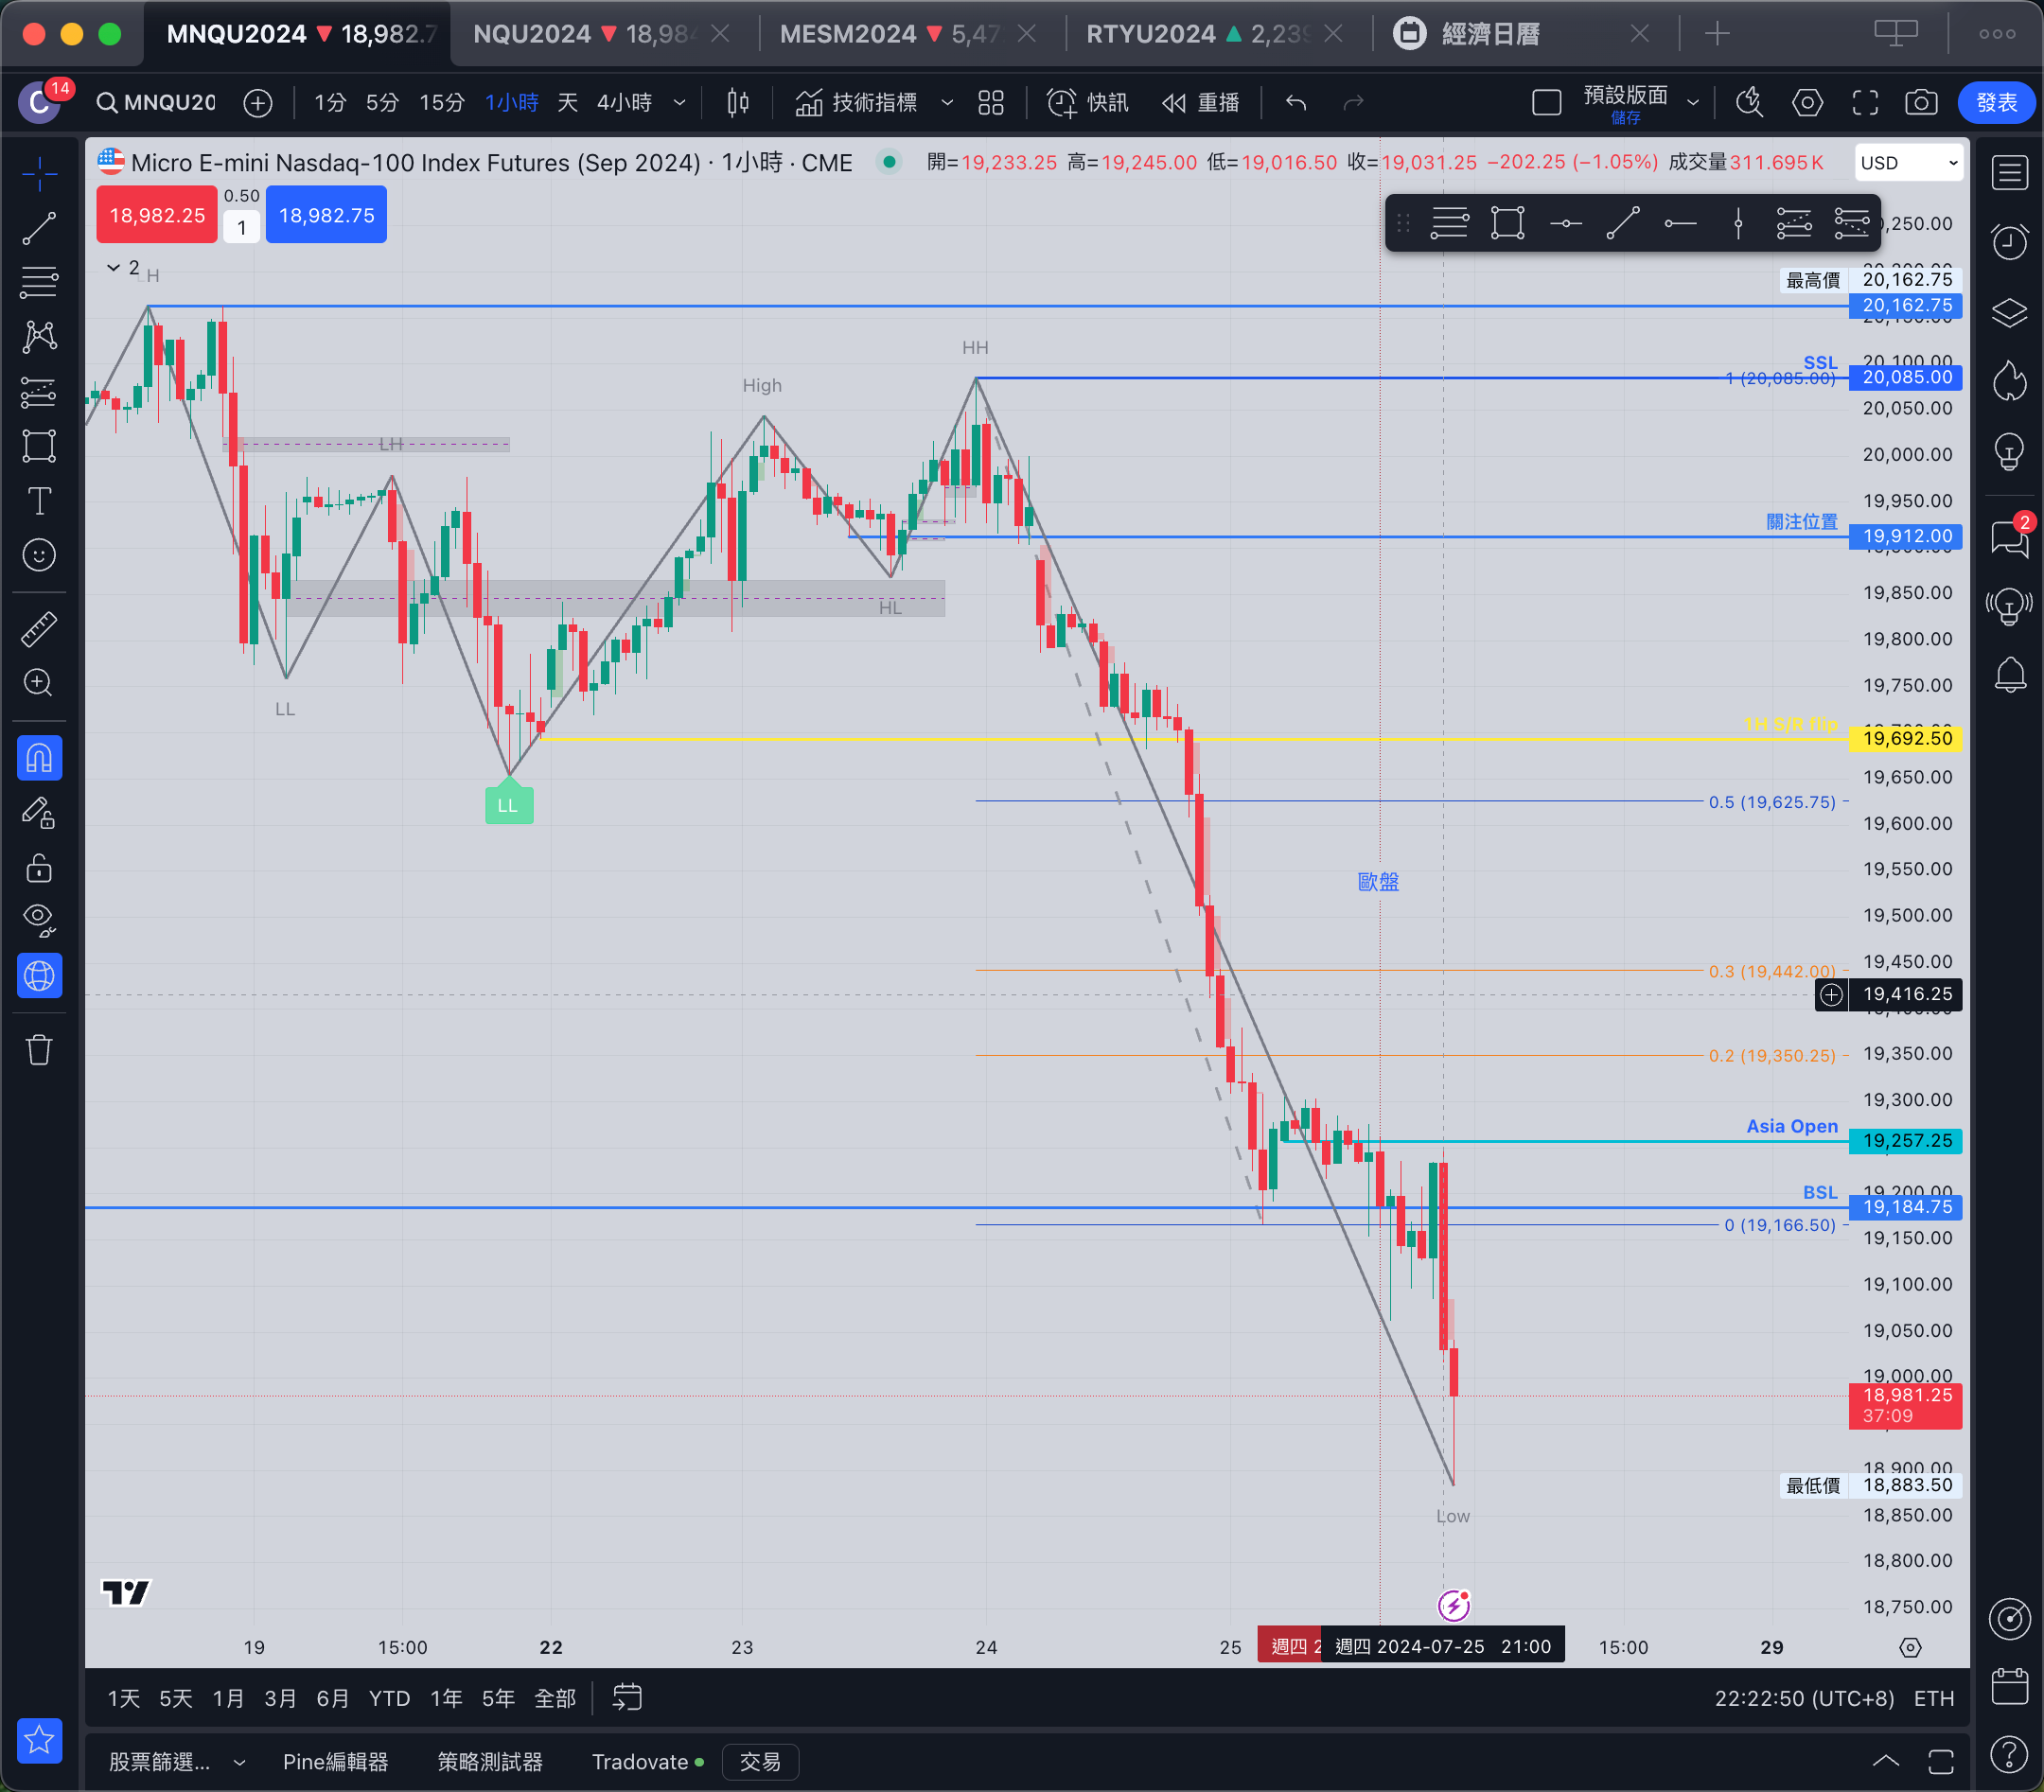 MNQU2024 ▼ 18,982.7
NQU2024 ▼ 18,984
MESM2024 ▼ 5,47
RTYU2024 ▲ 2,239
經濟日曆
C
14
MNQU20
1分 5分 15分 1小時 天 4小時
技術指標
快訊
重播
預設版面
儲存
發表
Micro E-mini Nasdaq-100 Index Futures (Sep 2024) · 1小時 · CME
開=19,233.25 高=19,245.00 低=19,016.50 收=19,031.25 −202.25 (−1.05%) 成交量311.695K
USD
18,982.25
0.50
1
18,982.75
2
H
LH
LL
LL
High
HL
HH
Low
最高價 20,162.75
20,162.75
20,100.00
SSL
1 (20,085.00)
20,085.00
20,050.00
20,000.00
19,950.00
關注位置
19,912.00
19,850.00
19,800.00
19,750.00
1H S/R flip
19,692.50
19,650.00
0.5 (19,625.75)
19,600.00
歐盤
19,550.00
19,500.00
19,450.00
0.3 (19,442.00)
19,416.25
0.2 (19,350.25)
19,350.00
19,300.00
Asia Open
19,257.25
BSL
19,200.00
19,184.75
0 (19,166.50)
19,150.00
19,100.00
19,050.00
19,000.00
18,981.25
37:09
18,900.00
最低價 18,883.50
18,850.00
18,800.00
18,750.00
19 15:00 22 23 24 25
週四 2
週四 2024-07-25 21:00
15:00 29
1天 5天 1月 3月 6月 YTD 1年 5年 全部
22:22:50 (UTC+8) ETH
股票篩選...
Pine編輯器
策略測試器
Tradovate
交易
2